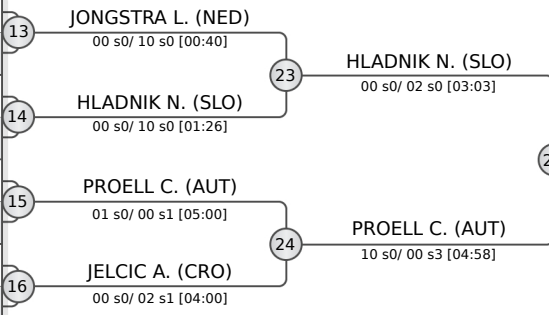 JONGSTRA L. (NED)
13
00 s0/ 10 s0 [00:40]
HLADNIK N. (SLO)
23
00 s0/ 02 s0 [03:03]
HLADNIK N. (SLO)
14
00 s0/ 10 s0 [01:26]
PROELL C. (AUT)
15
01 s0/ 00 s1 [05:00]
PROELL C. (AUT)
24
10 s0/ 00 s3 [04:58]
JELCIC A. (CRO)
16
00 s0/ 02 s1 [04:00]